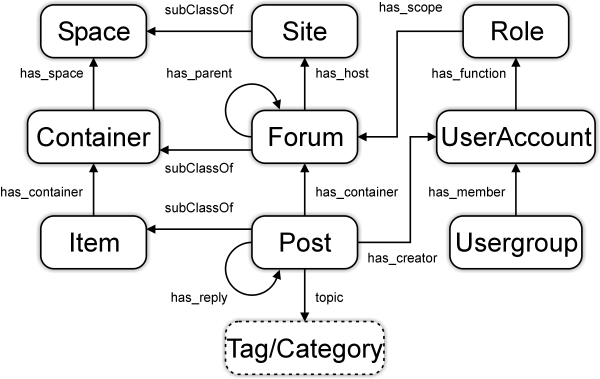 subClassOf
has_scope
Space
Site
Role
has_space
has_parent
has_host
has_function
Container
Forum
UserAccount
subClassOf
has_container
has_container
has_member
subClassOf
Item
Post
Usergroup
has_creator
has_reply
topic
Tag/Category